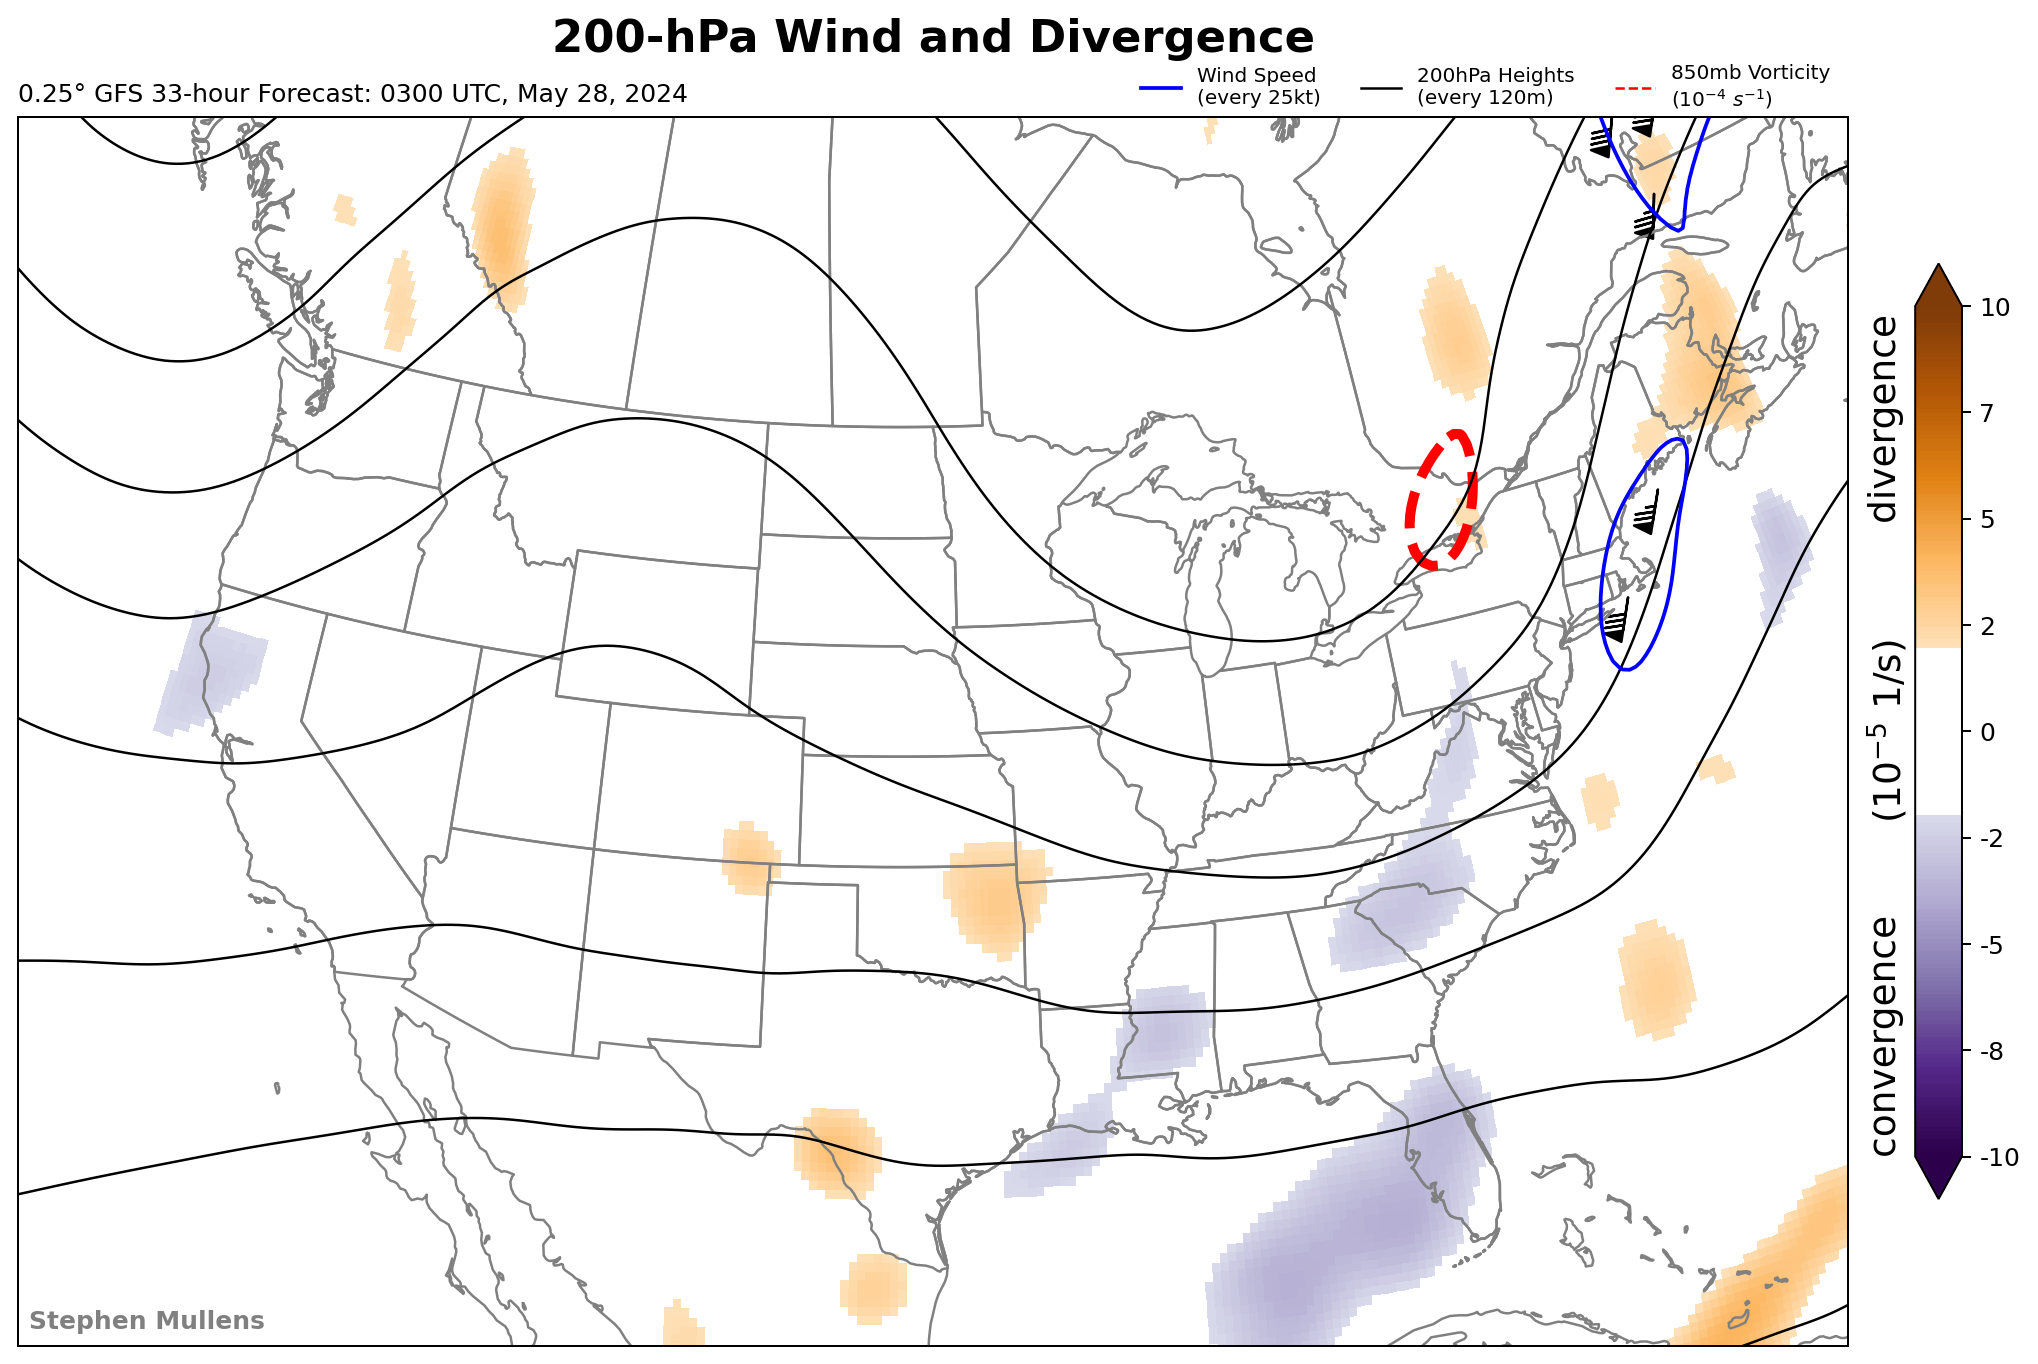 200-hPa Wind and Divergence
0.25° GFS 33-hour Forecast: 0300 UTC, May 28, 2024
Wind Speed
(every 25kt)
200hPa Heights
(every 120m)
850mb Vorticity
(10⁻⁴ s⁻¹)
10
7
5
2
0
-2
-5
-8
-10
convergence (10⁻⁵ 1/s) divergence
Stephen Mullens